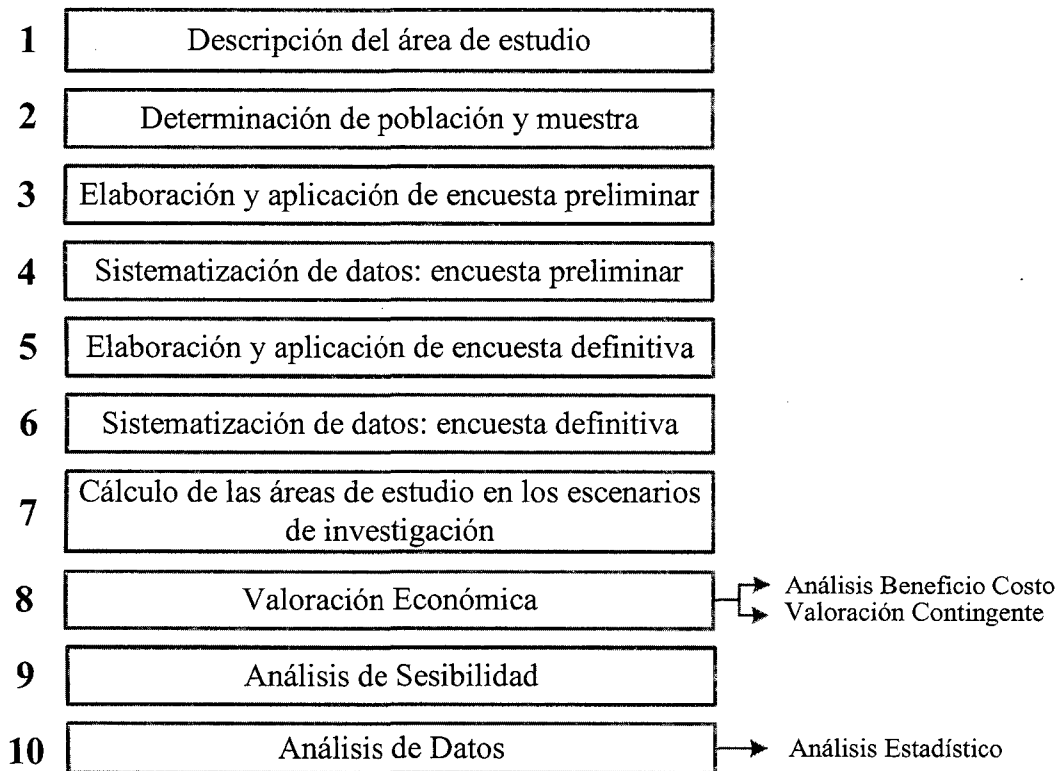 1 Descripción del área de estudio
2 Determinación de población y muestra
3 Elaboración y aplicación de encuesta preliminar
4 Sistematización de datos: encuesta preliminar
5 Elaboración y aplicación de encuesta definitiva
6 Sistematización de datos: encuesta definitiva
7 Cálculo de las áreas de estudio en los escenarios
de investigación
8 Valoración Económica
Análisis Beneficio Costo
Valoración Contingente
9 Análisis de Sesibilidad
10 Análisis de Datos
Análisis Estadístico